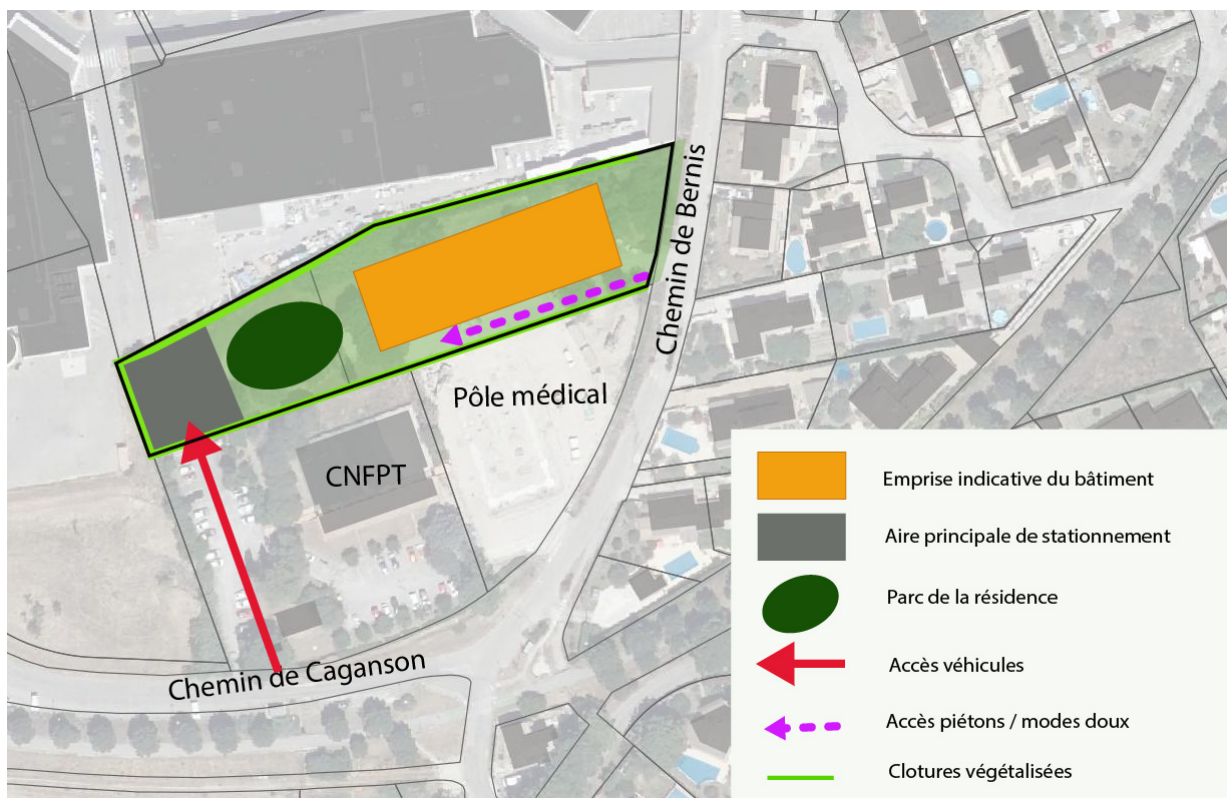 Chemin de Bernis
Pôle médical
CNFPT
Chemin de Caganson
Emprise indicative du bâtiment
Aire principale de stationnement
Parc de la résidence
Accès véhicules
Accès piétons / modes doux
Clotures végétalisées